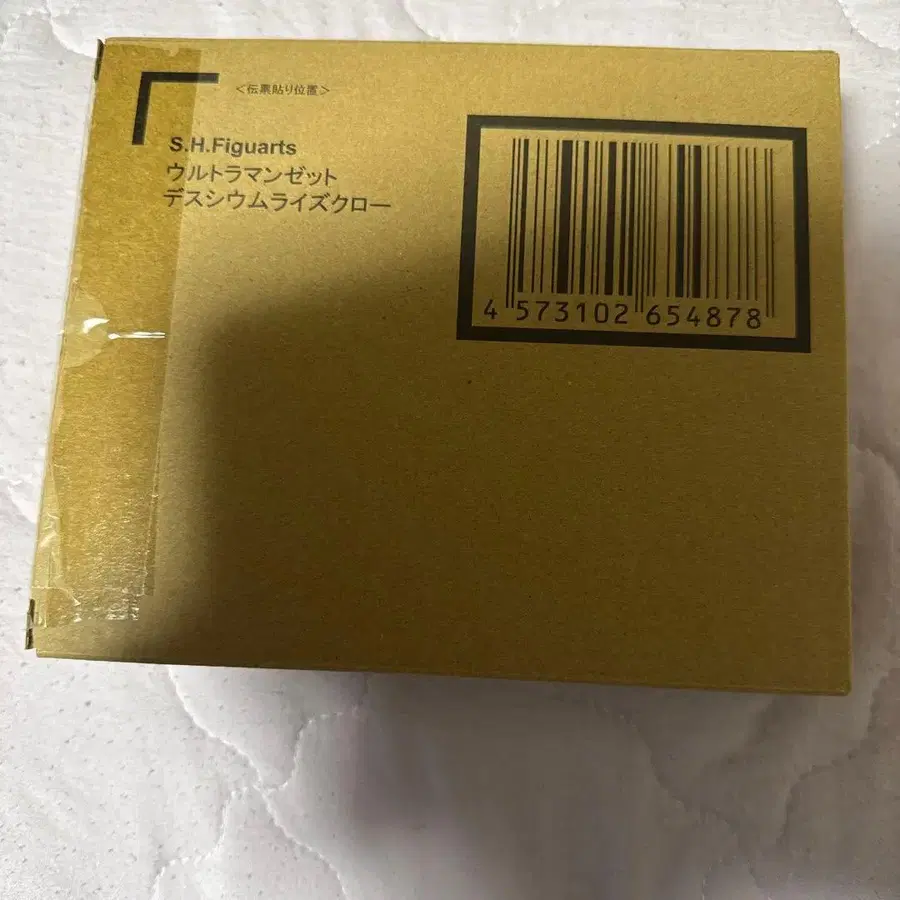 ＜伝票貼り位置＞
S.H.Figuarts
ウルトラマンゼット
デスシウムライズクロー
4 573102 654878